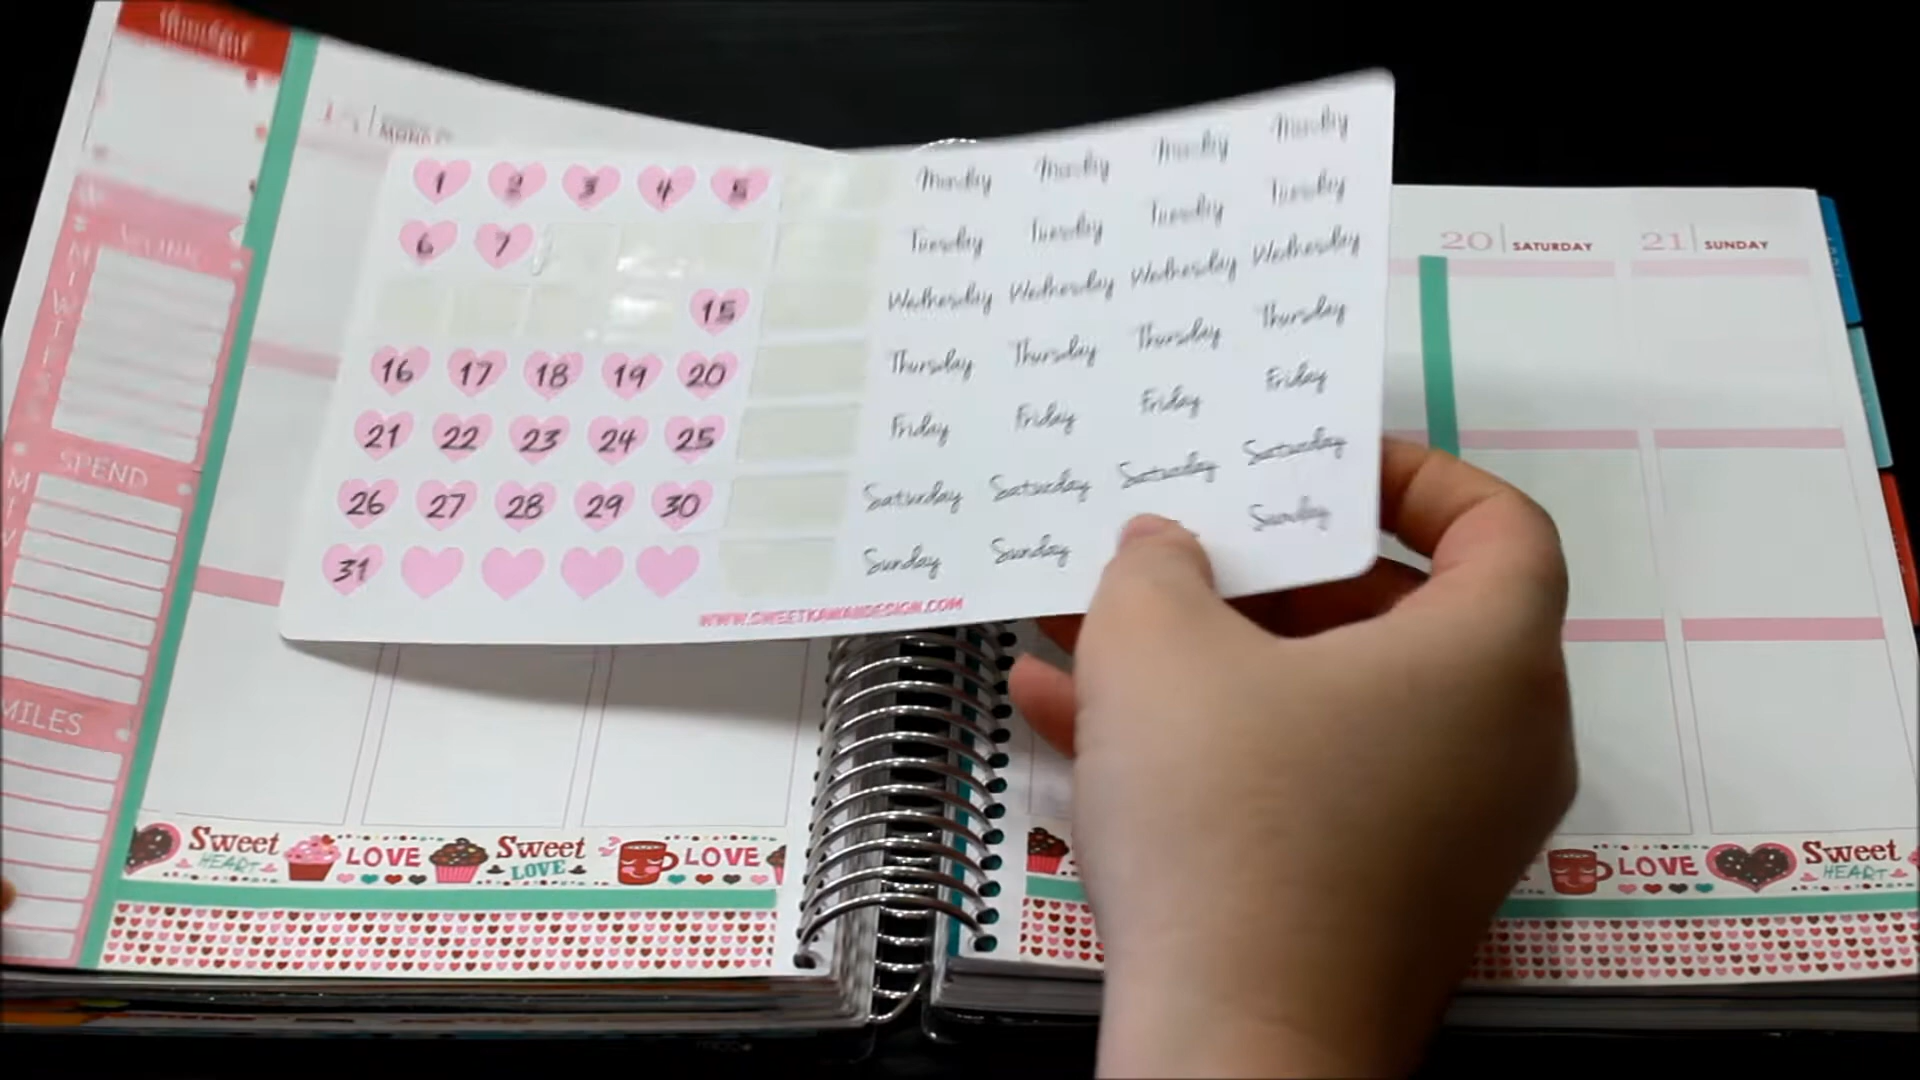 MONDAY
1 2 3 4 5
6 7
15
16 17 18 19 20
21 22 23 24 25
26 27 28 29 30
31
Monday Monday Monday Monday
Tuesday Tuesday Tuesday Tuesday
Wednesday Wednesday Wednesday Wednesday
Thursday Thursday Thursday Thursday
Friday Friday Friday Friday
Saturday Saturday Saturday Saturday
Sunday Sunday Sunday
WWW.SWEETKAWAIIDESIGN.COM
20 SATURDAY 21 SUNDAY
SPEND
MILES
Sweet HEART LOVE Sweet LOVE LOVE
LOVE Sweet HEART